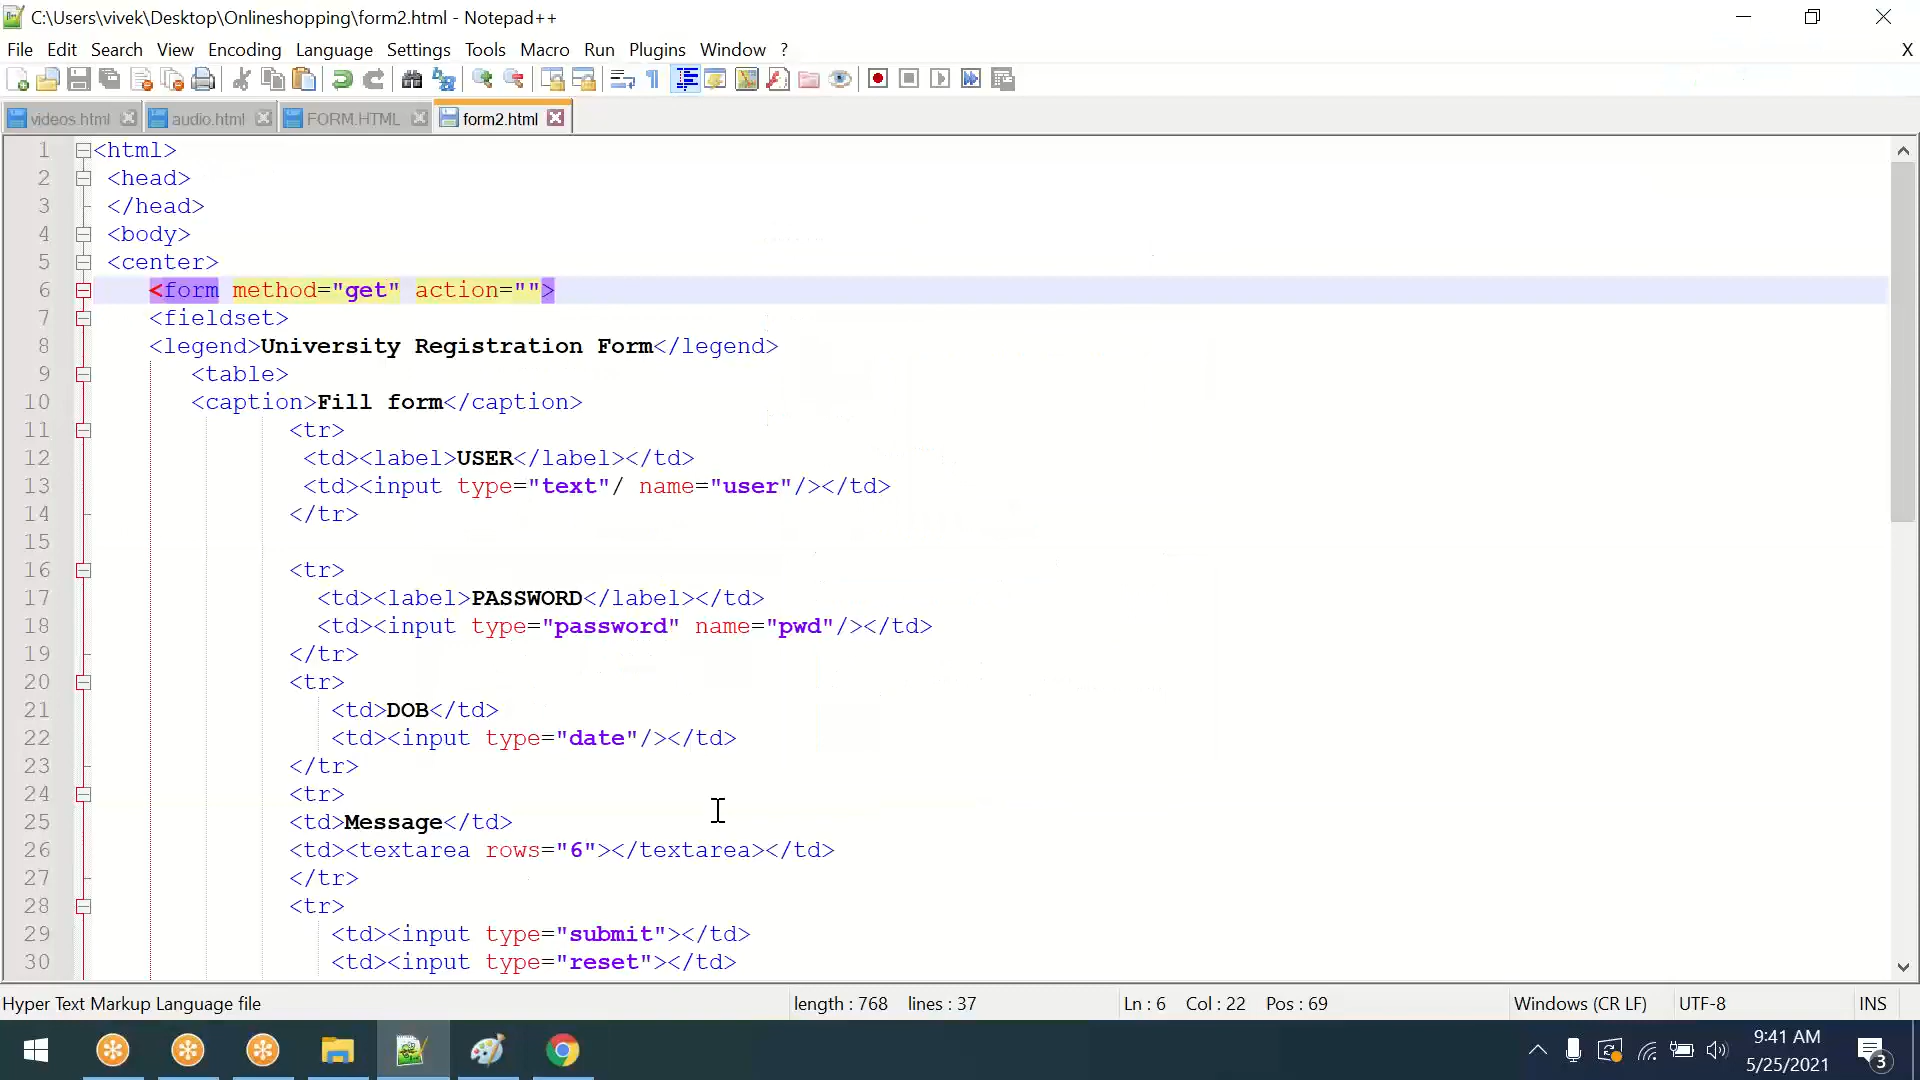 C:\Users\vivek\Desktop\Onlineshopping\form2.html - Notepad++
File Edit Search View Encoding Language Settings Tools Macro Run Plugins Window ? X
videos.html audio.html FORM.HTML form2.html
1 <html>
2 <head>
3 </head>
4 <body>
5 <center>
6 <form method="get" action="">
7 <fieldset>
8 <legend>University Registration Form</legend>
9 <table>
10 <caption>Fill form</caption>
11 <tr>
12 <td><label>USER</label></td>
13 <td><input type="text"/ name="user"/></td>
14 </tr>
15
16 <tr>
17 <td><label>PASSWORD</label></td>
18 <td><input type="password" name="pwd"/></td>
19 </tr>
20 <tr>
21 <td>DOB</td>
22 <td><input type="date"/></td>
23 </tr>
24 <tr>
25 <td>Message</td>
26 <td><textarea rows="6"></textarea></td>
27 </tr>
28 <tr>
29 <td><input type="submit"></td>
30 <td><input type="reset"></td>
Hyper Text Markup Language file length : 768 lines : 37 Ln : 6 Col : 22 Pos : 69 Windows (CR LF) UTF-8 INS
9:41 AM
5/25/2021
3